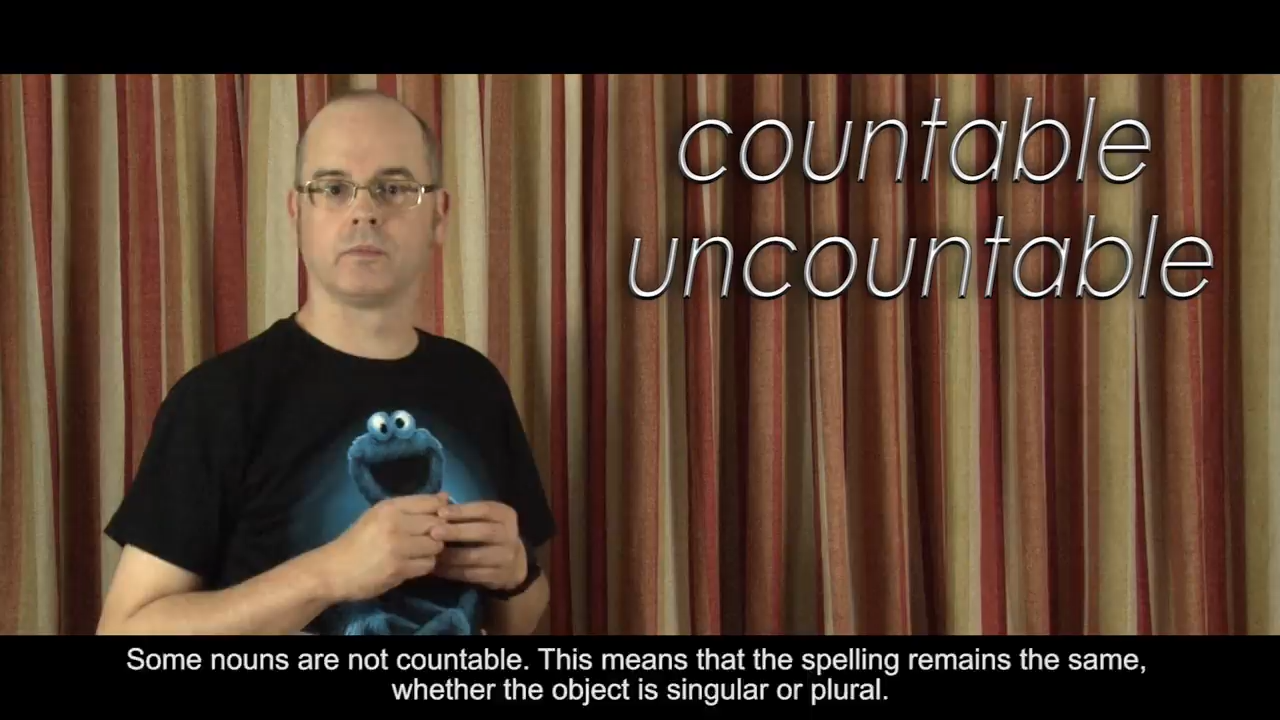 countable
uncountable
Some nouns are not countable. This means that the spelling remains the same,
whether the object is singular or plural.